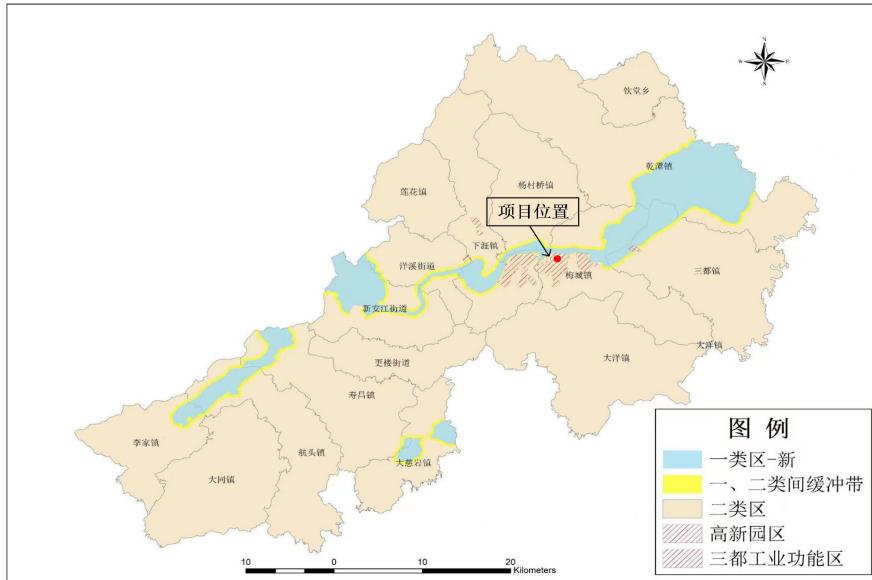 N
W
E
S
钦堂乡
乾潭镇
杨村桥镇
莲花镇
项目位置
下涯镇
洋溪街道
梅城镇
三都镇
新安江街道
大洋镇
大洋镇
更楼街道
寿昌镇
李家镇
航头镇
大慈岩镇
大同镇
图 例
一类区-新
一、二类间缓冲带
二类区
高新园区
三都工业功能区
10 0 10 20
Kilometers